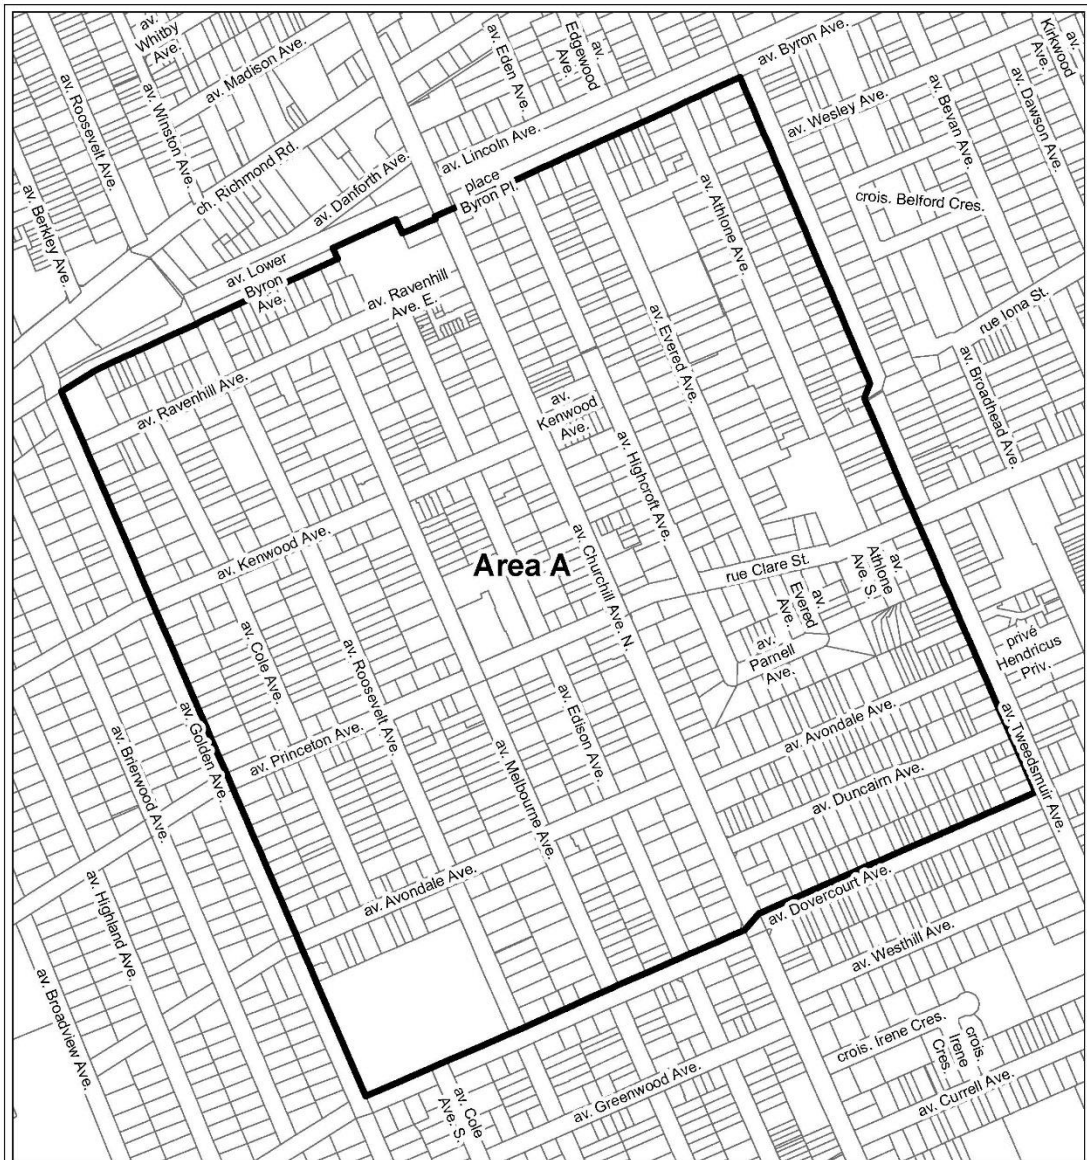 av.
Whitby
Ave.
av. Madison Ave.
av. Roosevelt Ave.
av. Winston Ave.
ch. Richmond Rd.
av. Danforth Ave.
av. Berkley Ave.
av. Eden Ave.
av.
Edgewood
Ave.
av. Byron Ave.
av.
Kirkwood
Ave.
av. Lincoln Ave.
place
Byron Pl.
av. Wesley Ave.
av. Bevan Ave.
av. Dawson Ave.
av. Athlone Ave.
crois. Belford Cres.
av. Lower
Byron
Ave.
av. Ravenhill
Ave. E.
av. Ravenhill Ave.
av. Evered Ave.
rue Iona St.
av. Broadhead Ave.
av.
Kenwood
Ave.
av. Highcroft Ave.
av. Kenwood Ave.
Area A
av. Churchill Ave. N
rue Clare St.
av.
Evered
Ave.
av.
Athlone
Ave. S.
av.
Parnell
Ave.
privé
Hendricus
Priv.
av. Cole Ave.
av. Roosevelt Ave.
av. Edison Ave.
av. Golden Ave.
av. Princeton Ave.
av. Melbourne Ave.
av. Avondale Ave.
av. Duncairn Ave.
av. Tweedsmuir Ave.
av. Brierwood Ave.
av. Highland Ave.
av. Broadview Ave.
av. Avondale Ave.
av. Dovercourt Ave.
av. Westhill Ave.
crois. Irene Cres.
crois.
Irene
Cres.
av. Cole
Ave. S.
av. Greenwood Ave.
av. Currell Ave.